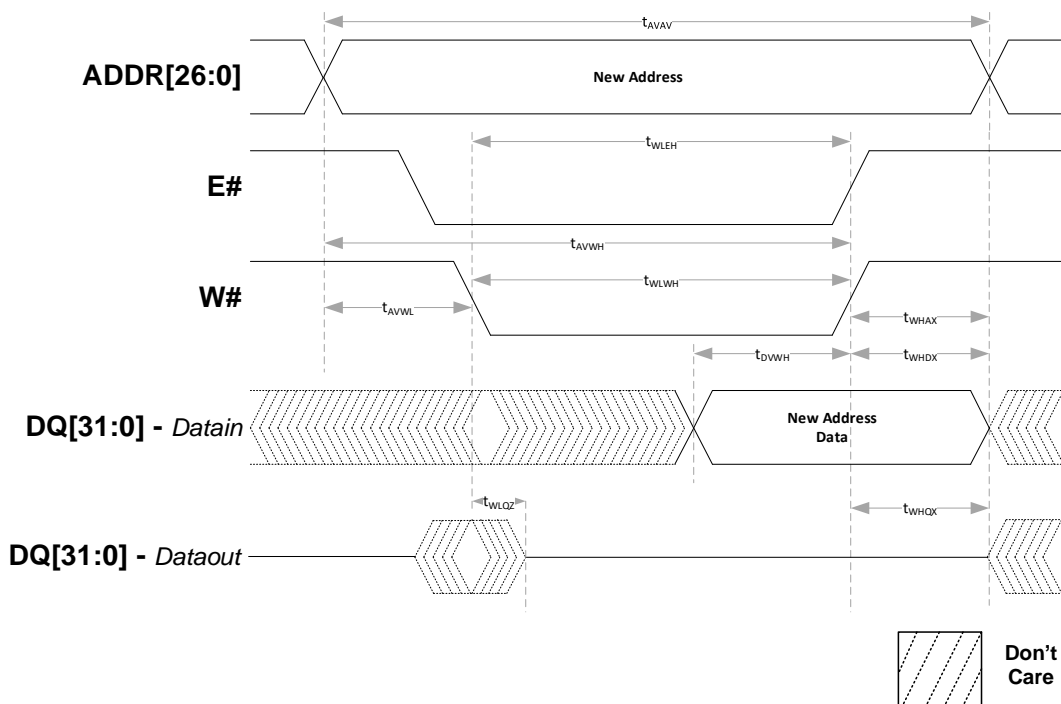 tAVAV
ADDR[26:0]
New Address
tWLEH
E#
tAVWH
W#
tWLWH
tAVWL
tWHAX
tDVWH
tWHDX
DQ[31:0] - Datain
New Address
Data
tWLQZ
tWHQX
DQ[31:0] - Dataout
Don't
Care